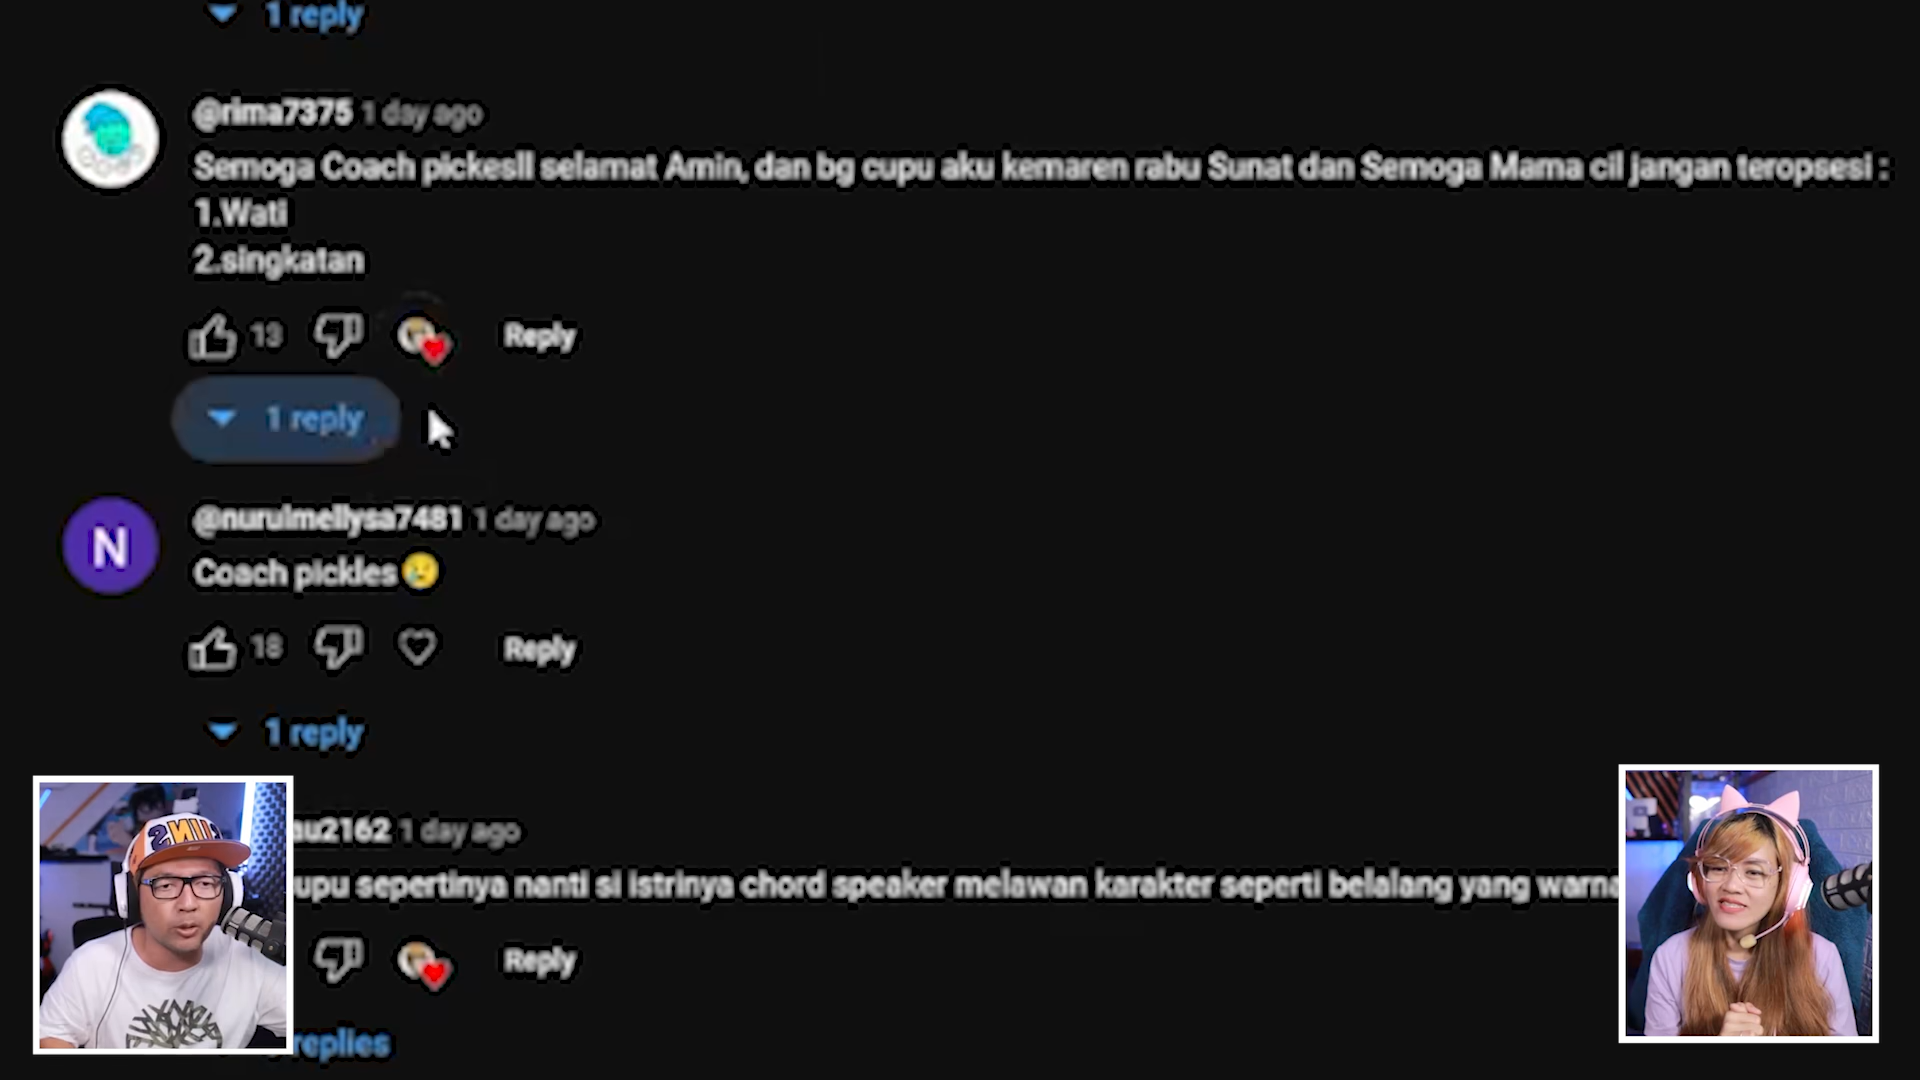 1 reply
@rima7375 1 day ago
Semoga Coach pickesll selamat Amin, dan bg cupu aku kemaren rabu Sunat dan Semoga Mama cil jangan teropsesi :
1.Wati
2.singkatan
13 Reply
1 reply
N
@nurulmellysa7481 1 day ago
Coach pickles
18 Reply
1 reply
au2162 1 day ago
upu sepertinya nanti si istrinya chord speaker melawan karakter seperti belalang yang warna
Reply
replies